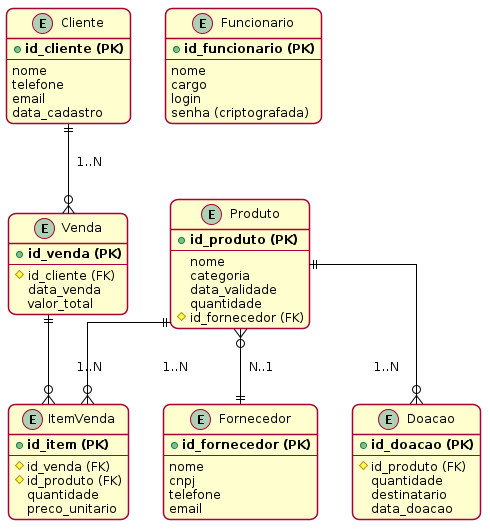 E Cliente
id_cliente (PK)
nome
telefone
email
data_cadastro
E Funcionario
id_funcionario (PK)
nome
cargo
login
senha (criptografada)
1..N
E Venda
id_venda (PK)
id_cliente (FK)
data_venda
valor_total
E Produto
id_produto (PK)
nome
categoria
data_validade
quantidade
id_fornecedor (FK)
1..N
1..N
N..1
1..N
E ItemVenda
id_item (PK)
id_venda (FK)
id_produto (FK)
quantidade
preco_unitario
E Fornecedor
id_fornecedor (PK)
nome
cnpj
telefone
email
E Doacao
id_doacao (PK)
id_produto (FK)
quantidade
destinatario
data_doacao